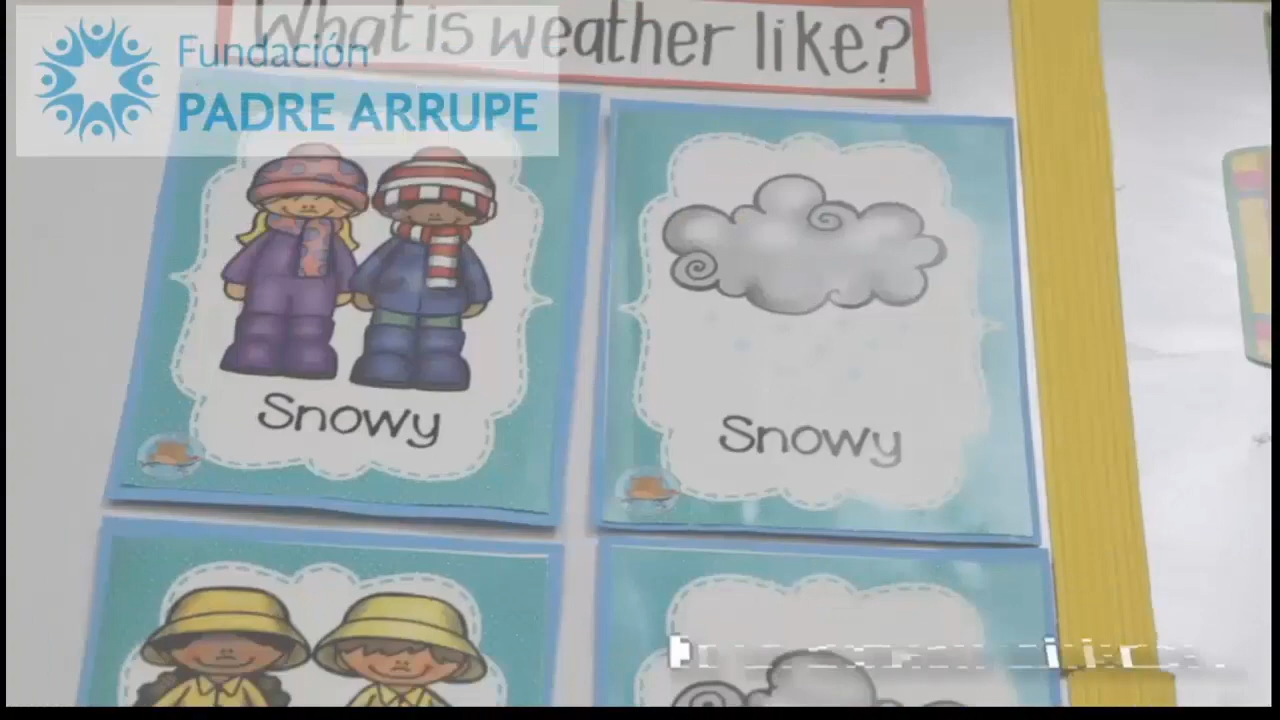 What is weather like?
Fundación
PADRE ARRUPE
Snowy
Snowy